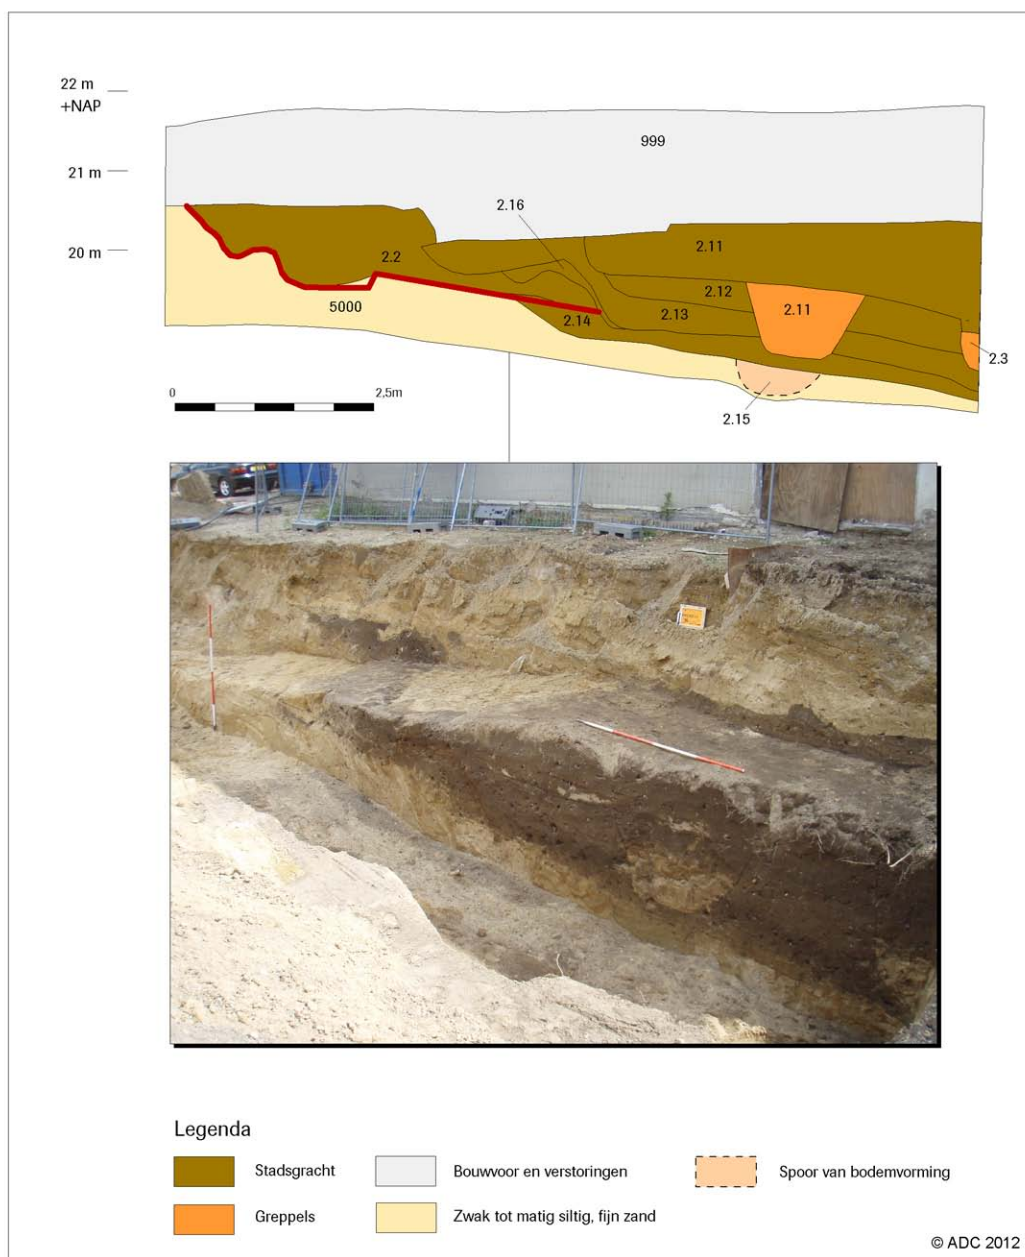 22 m
+NAP
999
21 m
2.16
20 m
2.11
2.2
2.12
5000
2.11
2.13
2.14
2.3
0
2,5m
2.15
Legenda
Stadsgracht
Bouwvoor en verstoringen
Spoor van bodemvorming
Greppels
Zwak tot matig siltig, fijn zand
© ADC 2012